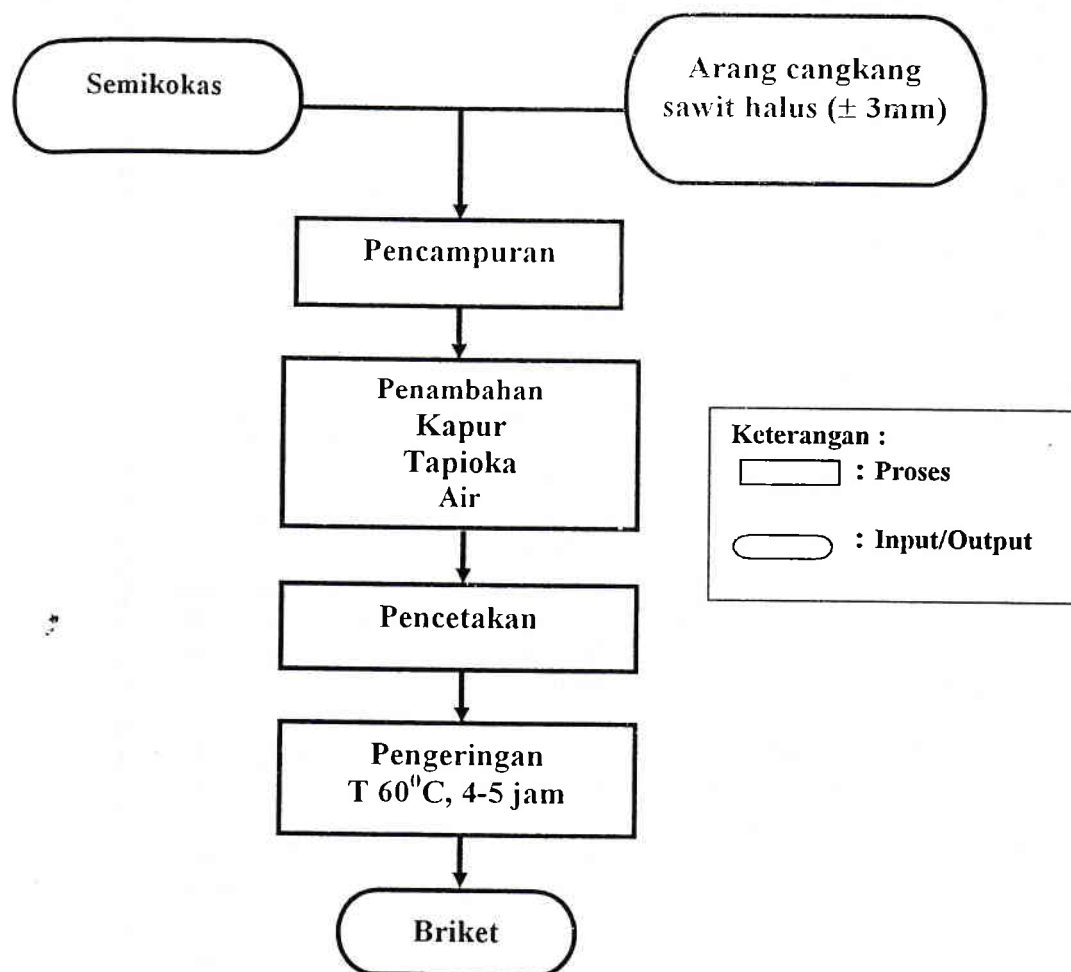 Semikokas
Arang cangkang
sawit halus (± 3mm)
Pencampuran
Penambahan
Kapur
Tapioka
Air
Pencetakan
Pengeringan
T 60⁰C, 4-5 jam
Briket
Keterangan :
: Proses
: Input/Output